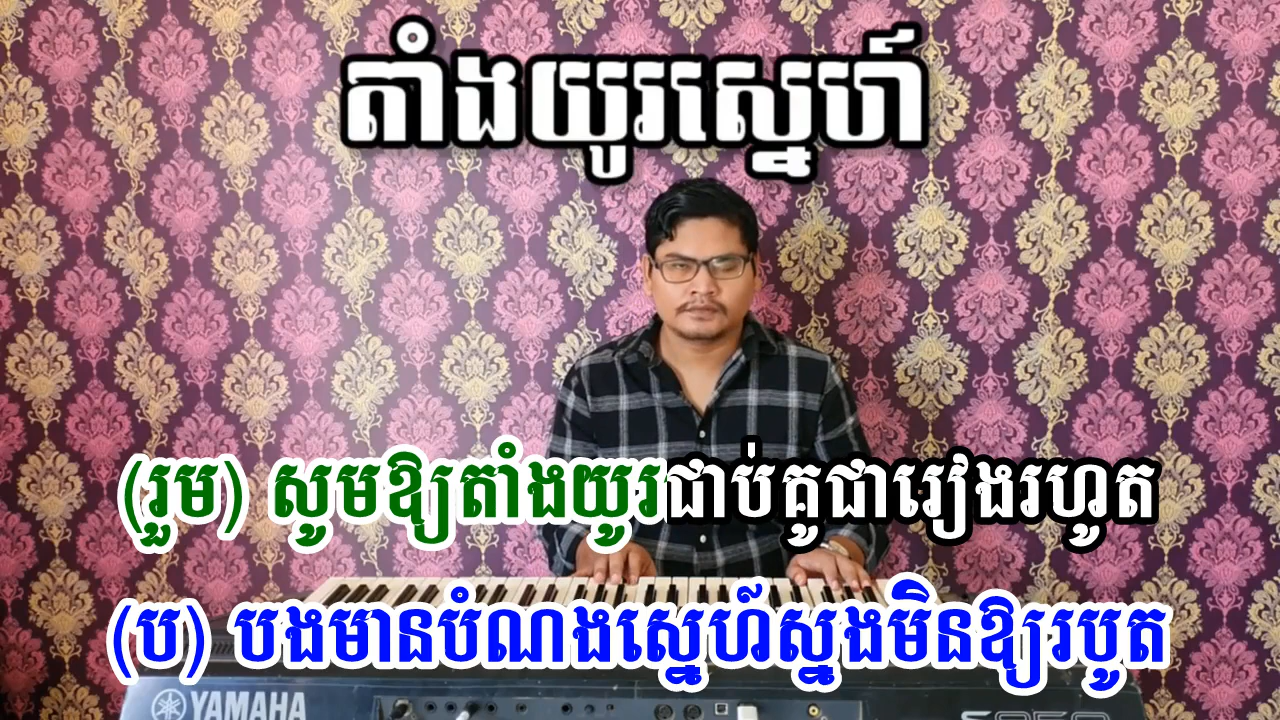 តាំងយូរស្នេហ៍
(រួម) សូមឱ្យតាំងយូរជាប់គូជារៀងរហូត
(ប) បងមានបំណងស្នេហ៍ស្នងមិនឱ្យរបូត
YAMAHA